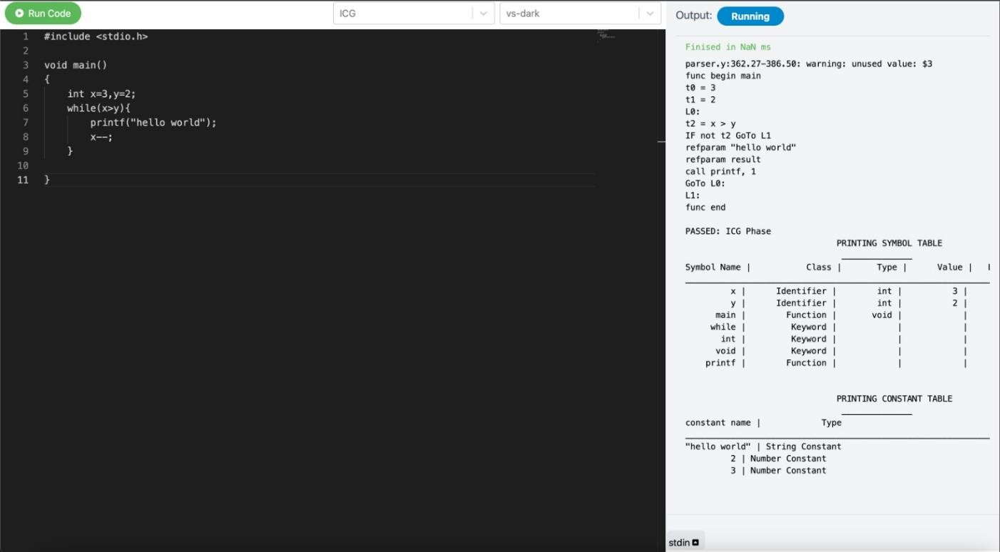 Run Code
ICG
vs-dark
Output:
Running
1 #include <stdio.h>
2
3 void main()
4 {
5     int x=3,y=2;
6     while(x>y){
7         printf("hello world");
8         x--;
9     }
10
11 }
Finised in NaN ms
parser.y:362.27-386.50: warning: unused value: $3
func begin main
t0 = 3
t1 = 2
L0:
t2 = x > y
IF not t2 GoTo L1
refparam "hello world"
refparam result
call printf, 1
GoTo L0:
L1:
func end
PASSED: ICG Phase
PRINTING SYMBOL TABLE
Symbol Name | Class | Type | Value |
x | Identifier | int | 3 |
y | Identifier | int | 2 |
main | Function | void | |
while | Keyword | | |
int | Keyword | | |
void | Keyword | | |
printf | Function | | |
PRINTING CONSTANT TABLE
constant name | Type
"hello world" | String Constant
2 | Number Constant
3 | Number Constant
stdin